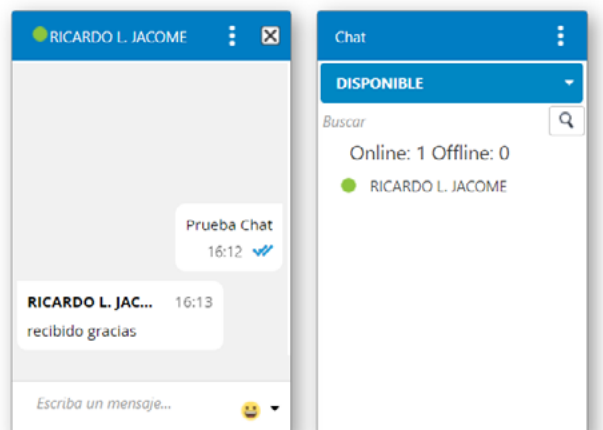 RICARDO L. JACOME
Prueba Chat
16:12
RICARDO L. JAC... 16:13
recibido gracias
Escriba un mensaje...
Chat
DISPONIBLE
Buscar
Online: 1 Offline: 0
RICARDO L. JACOME